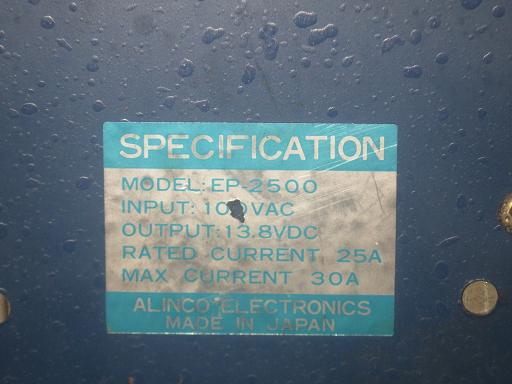 SPECIFICATION
MODEL: EP-2500
INPUT: 100VAC
OUTPUT: 13.8VDC
RATED CURRENT 25A
MAX CURRENT 30A
ALINCO ELECTRONICS
MADE IN JAPAN